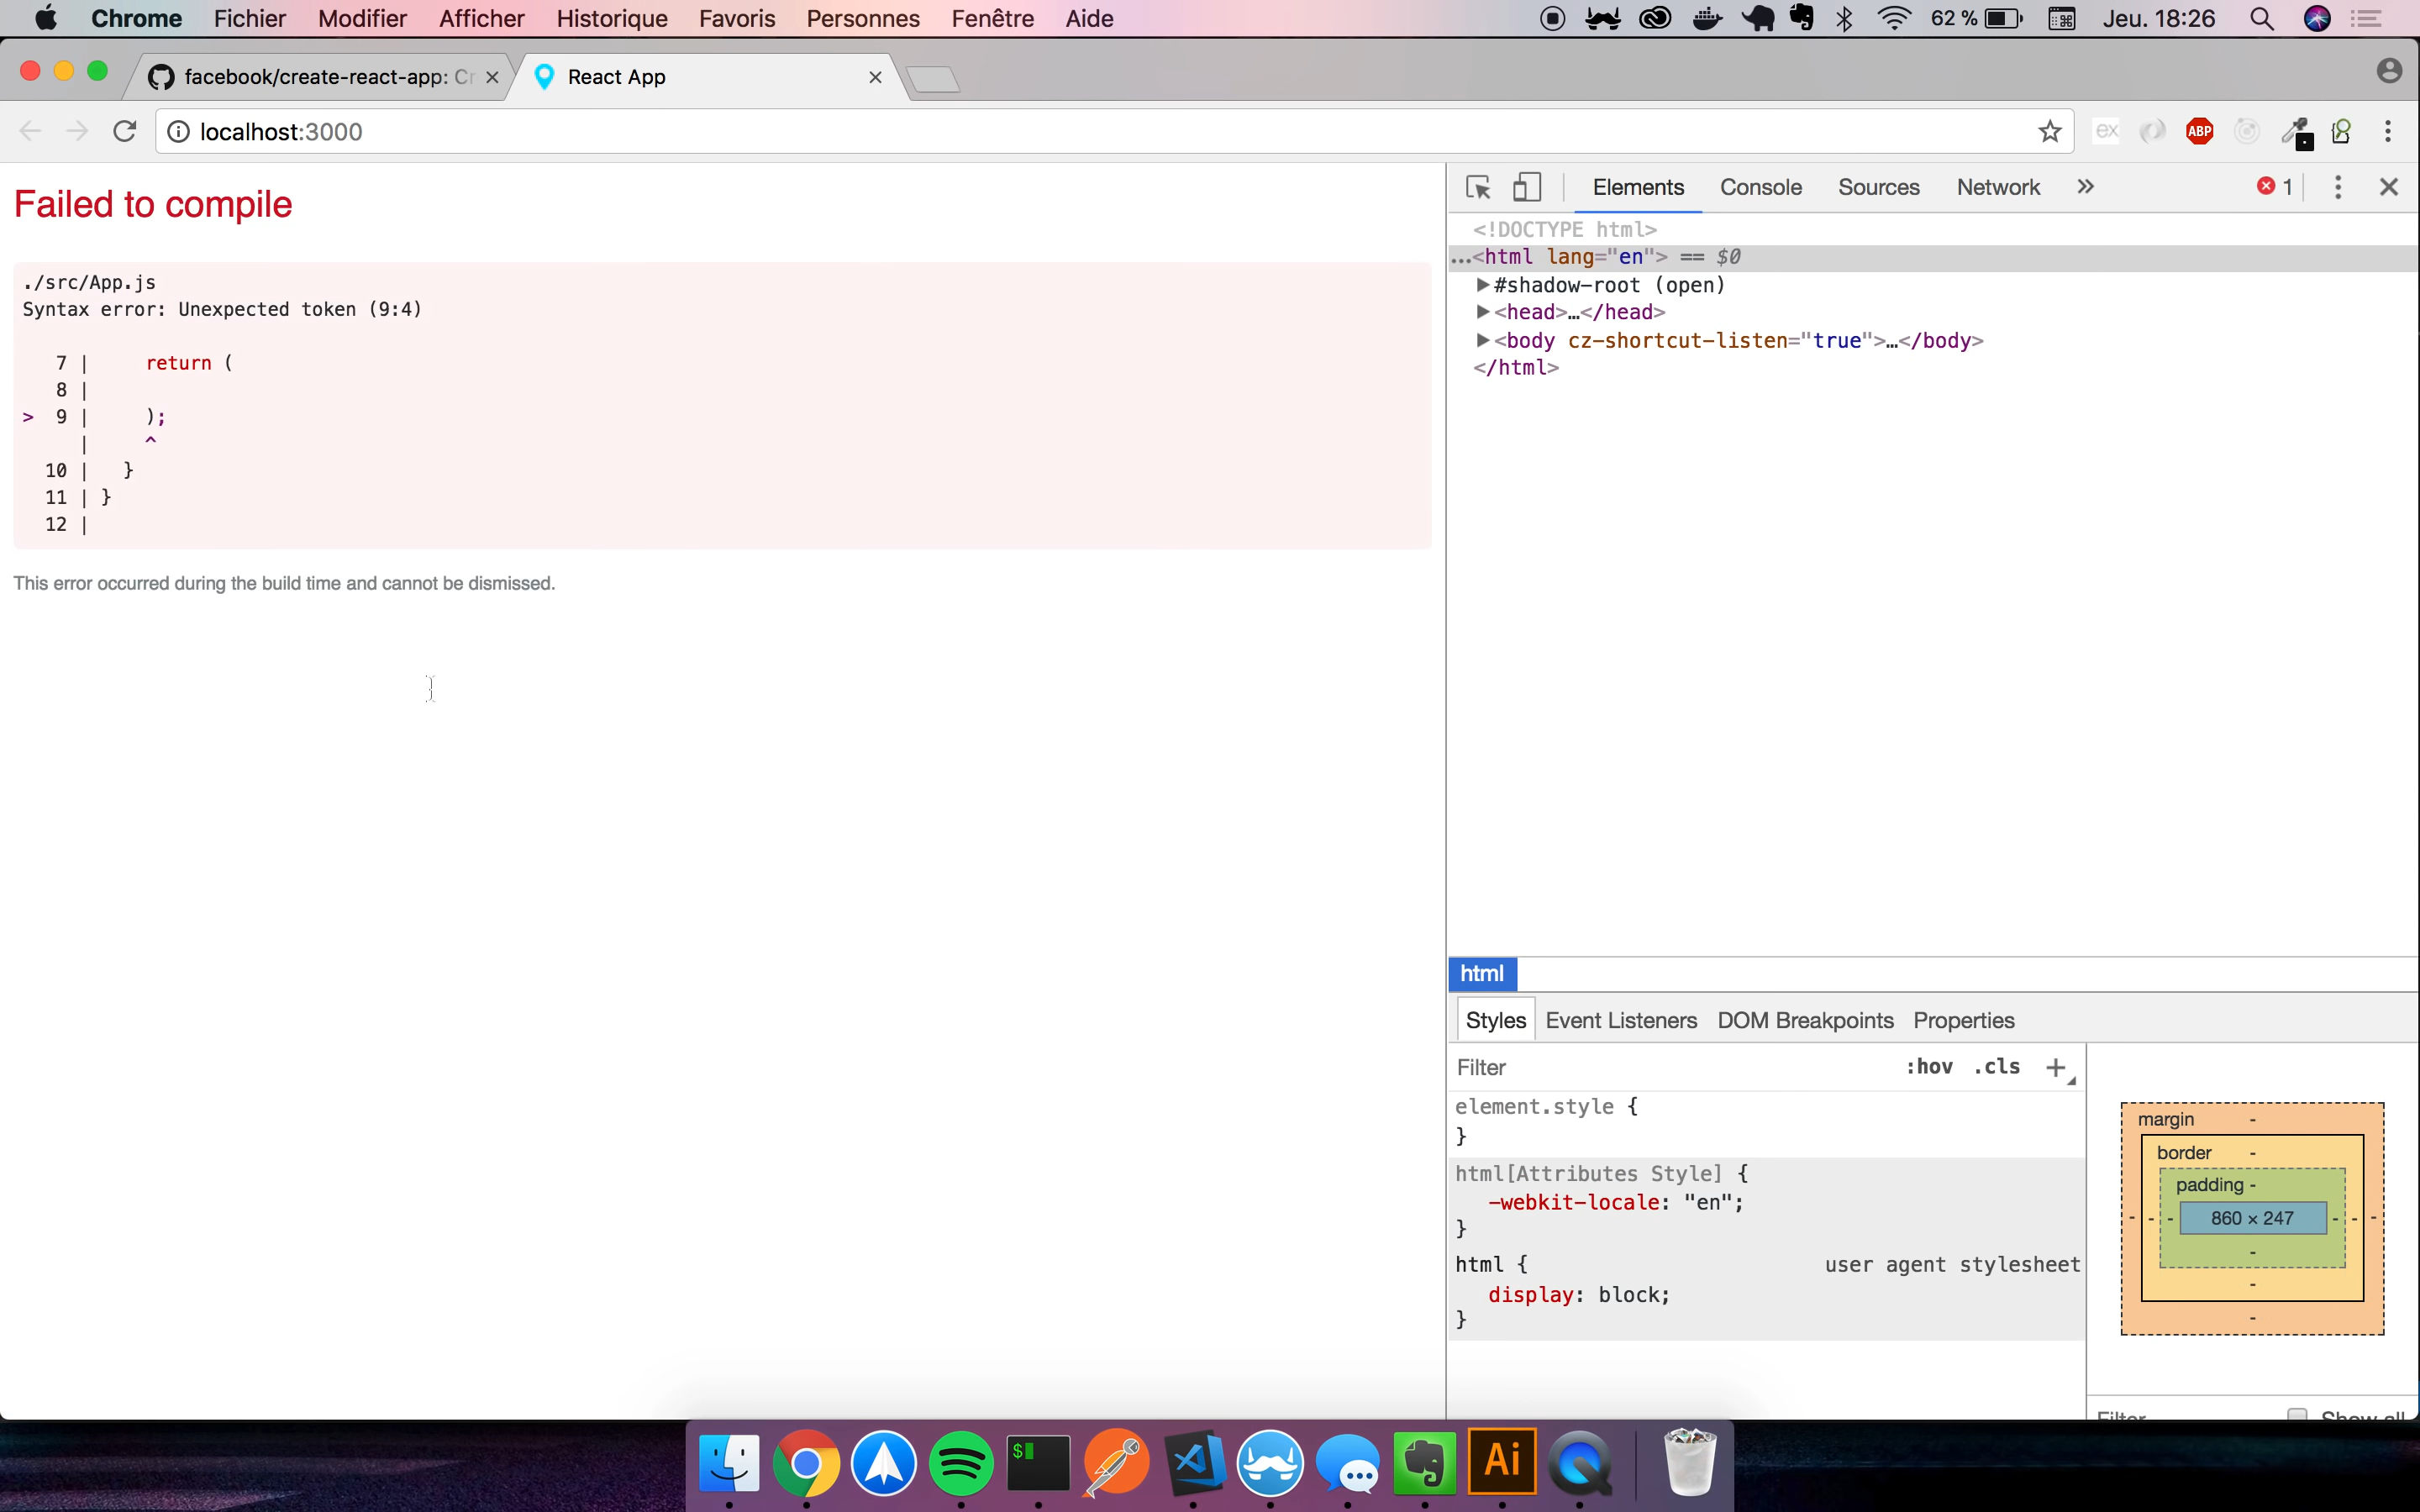 Chrome Fichier Modifier Afficher Historique Favoris Personnes Fenêtre Aide 62 % Jeu. 18:26
facebook/create-react-app: Cr React App
localhost:3000 ex ABP
Failed to compile
./src/App.js
Syntax error: Unexpected token (9:4)
7 | return (
8 |
> 9 | );
| ^
10 | }
11 | }
12 |
This error occurred during the build time and cannot be dismissed.
Elements Console Sources Network » 1
<!DOCTYPE html>
…<html lang="en"> == $0
▶#shadow-root (open)
▶<head>…</head>
▶<body cz-shortcut-listen="true">…</body>
</html>
html
Styles Event Listeners DOM Breakpoints Properties
Filter :hov .cls +
element.style {
}
html[Attributes Style] {
-webkit-locale: "en";
}
html { user agent stylesheet
display: block;
}
margin -
border -
padding -
- - - 860 × 247 - - -
-
-
-
Filter Show all
$
Ai